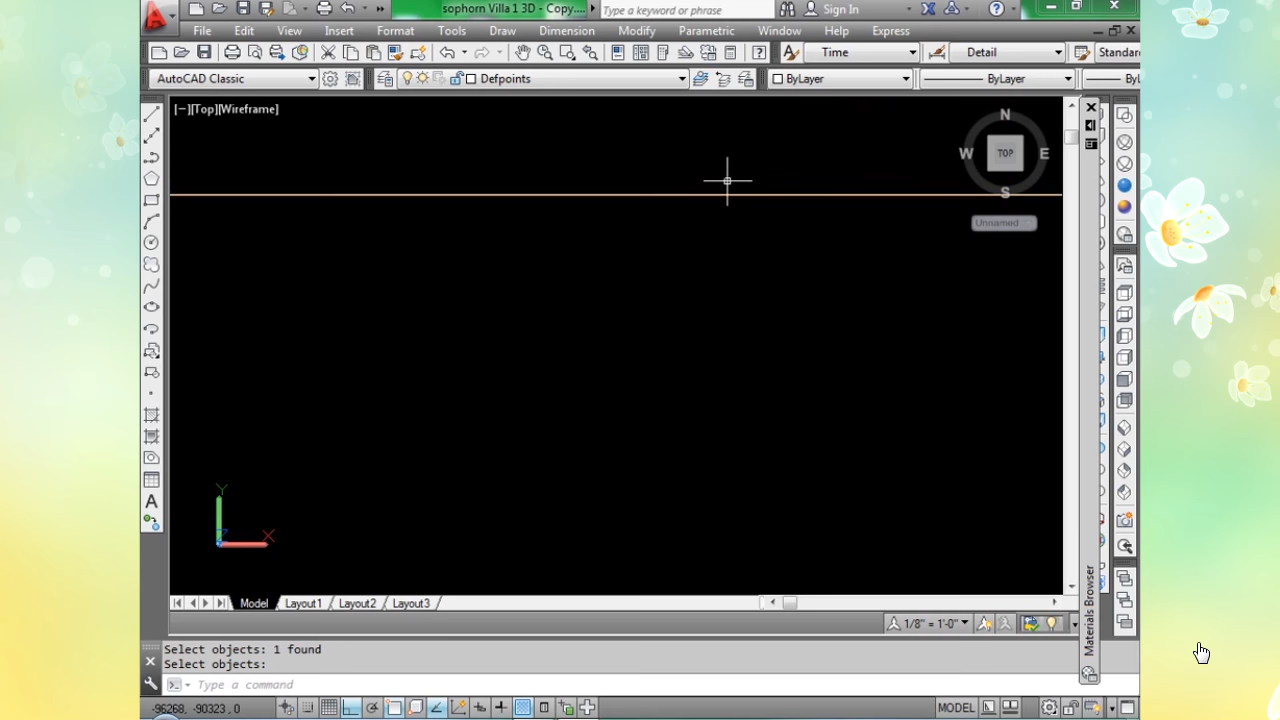 sophorn Villa 1 3D - Copy....
Type a keyword or phrase
Sign In
File Edit View Insert Format Tools Draw Dimension Modify Parametric Window Help Express
Time
Detail
AutoCAD Classic
Defpoints
ByLayer
ByLayer
[−][Top][Wireframe]
N
W TOP E
S
Unnamed
Y
Z X
Model Layout1 Layout2 Layout3
1/8" = 1'-0"
Materials Browser
Select objects: 1 found
Select objects:
Type a command
-96268, -90323 , 0
MODEL